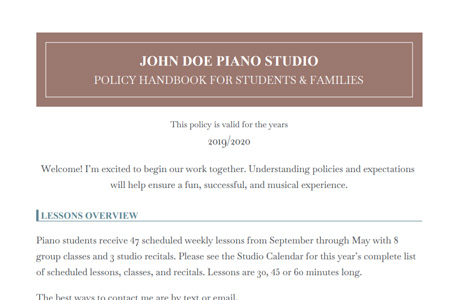 JOHN DOE PIANO STUDIO
POLICY HANDBOOK FOR STUDENTS & FAMILIES
This policy is valid for the years
2019/2020
Welcome! I'm excited to begin our work together. Understanding policies and expectations
will help ensure a fun, successful, and musical experience.
LESSONS OVERVIEW
Piano students receive 47 scheduled weekly lessons from September through May with 8
group classes and 3 studio recitals. Please see the Studio Calendar for this year's complete list
of scheduled lessons, classes, and recitals. Lessons are 30, 45 or 60 minutes long.
The best ways to contact me are by text or email.